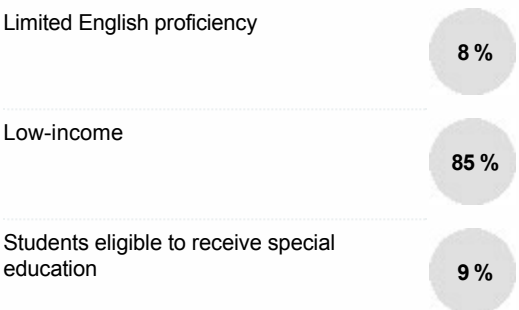 Limited English proficiency
8 %
Low-income
85 %
Students eligible to receive special
education
9 %